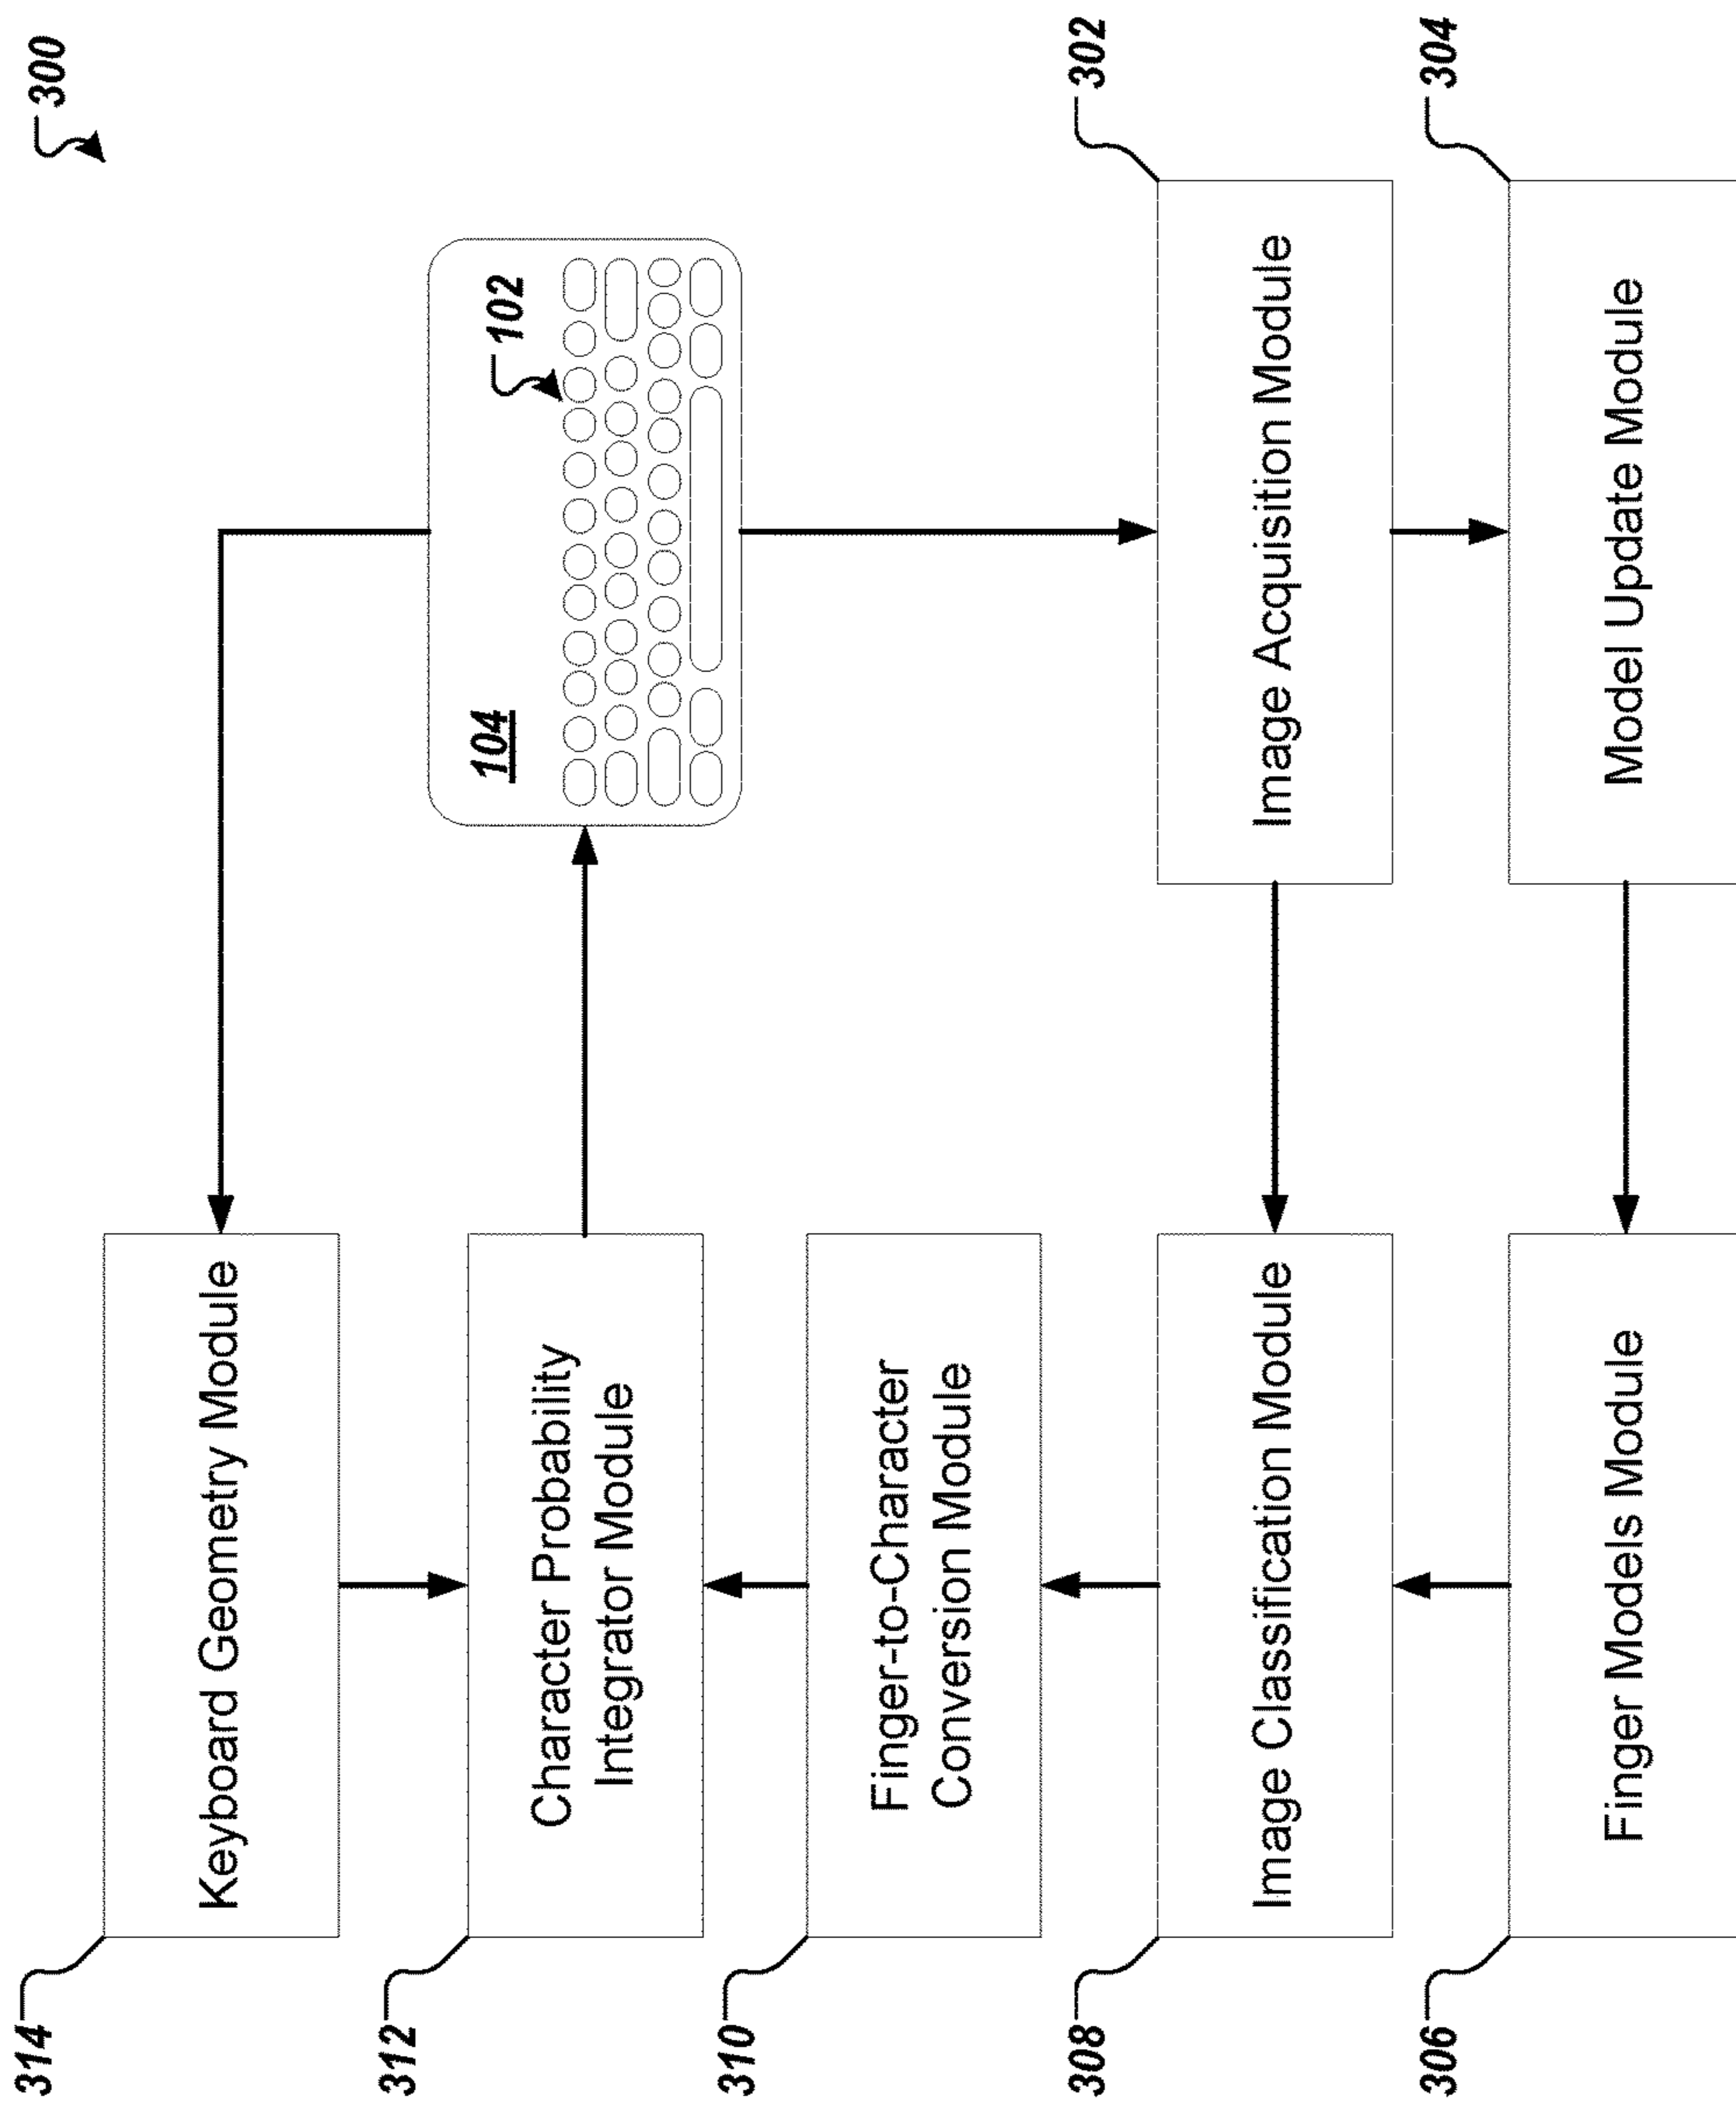 300
314
Keyboard Geometry Module
104
102
312
Character Probability
Integrator Module
310
Finger-to-Character
Conversion Module
308
Image Classification Module
Image Acquisition Module
302
306
Finger Models Module
Model Update Module
304